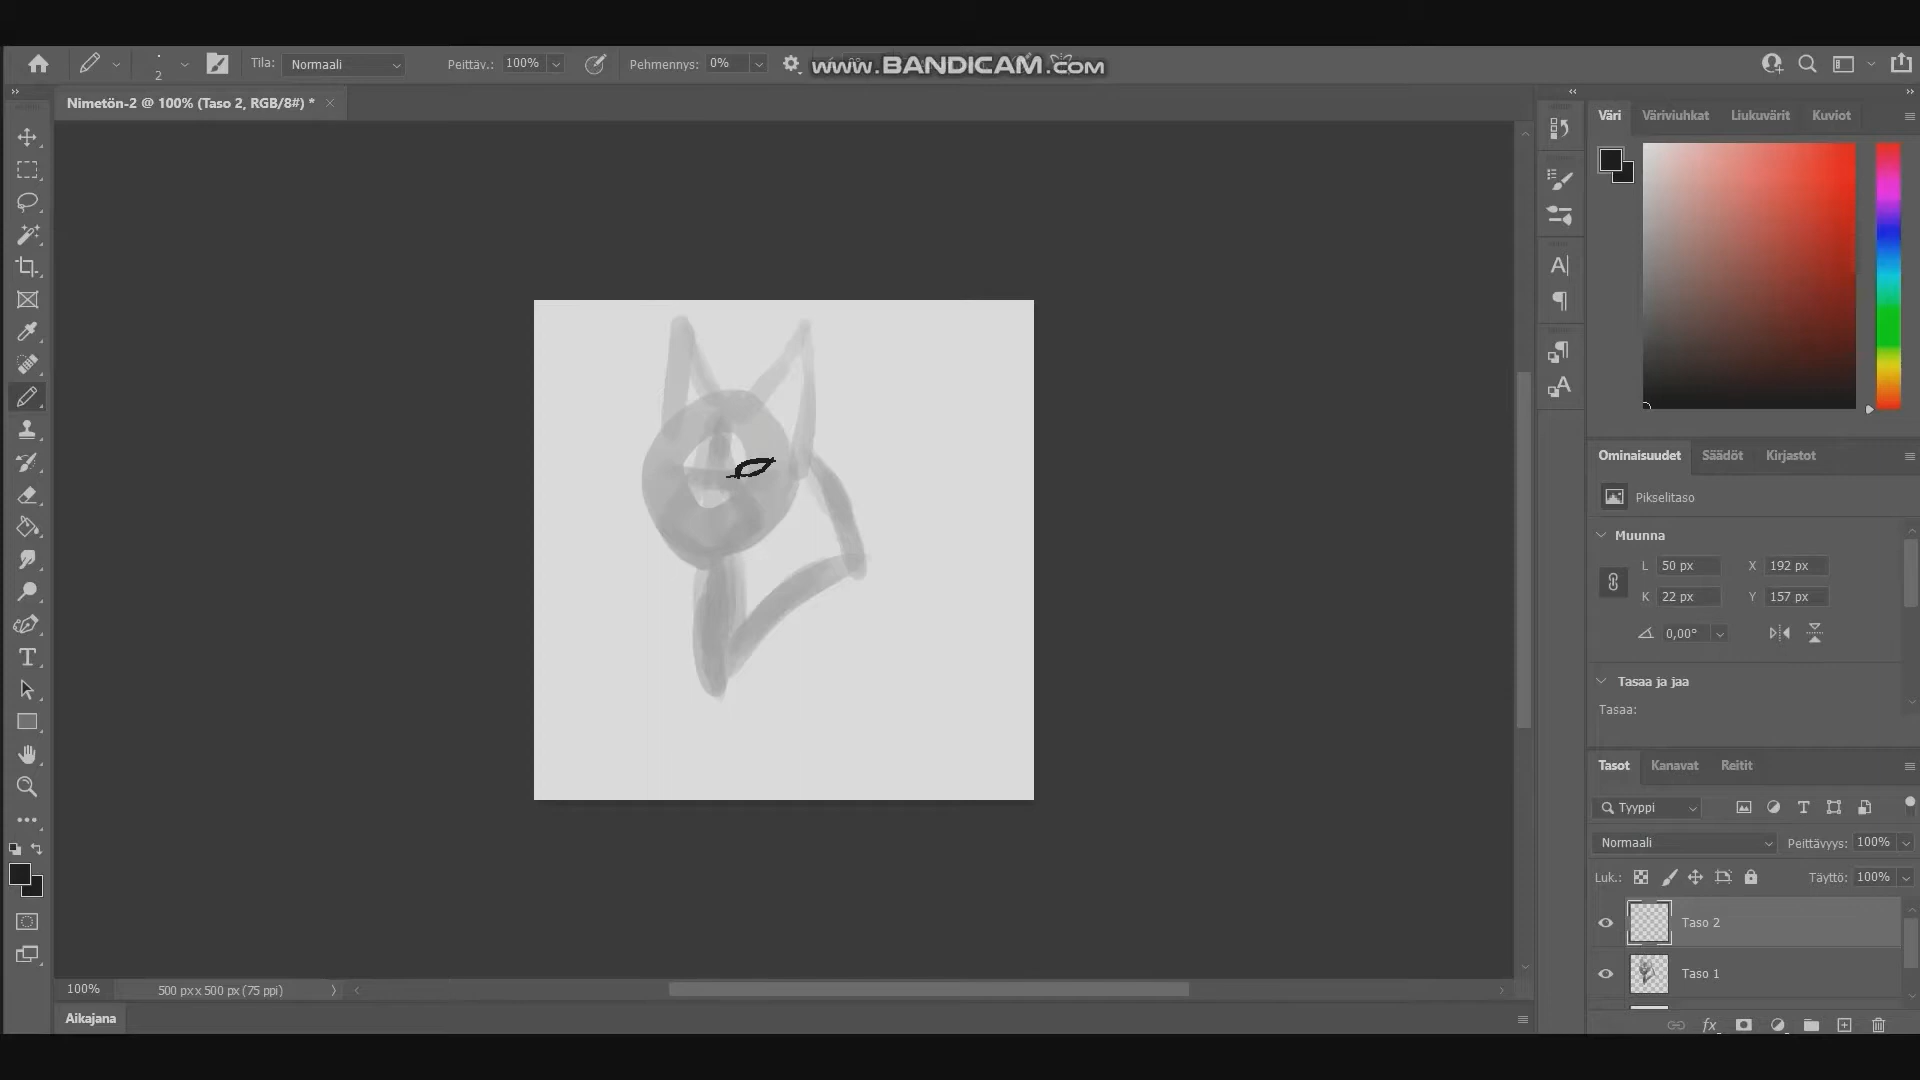 2
Tila:
Normaali
Peittäv.: 100%
Pehmennys: 0%
www.BANDICAM.com
Nimetön-2 @ 100% (Taso 2, RGB/8#) *
Väri
Väriviuhkat
Liukuvärit
Kuviot
Ominaisuudet
Säädöt
Kirjastot
Pikselitaso
Muunna
L 50 px X 192 px
K 22 px Y 157 px
0,00°
Tasaa ja jaa
Tasaa:
Tasot
Kanavat
Reitit
Tyyppi
Normaali
Peittävyys: 100%
Luk.:
Täyttö: 100%
Taso 2
Taso 1
100%
500 px x 500 px (75 ppi)
Aikajana